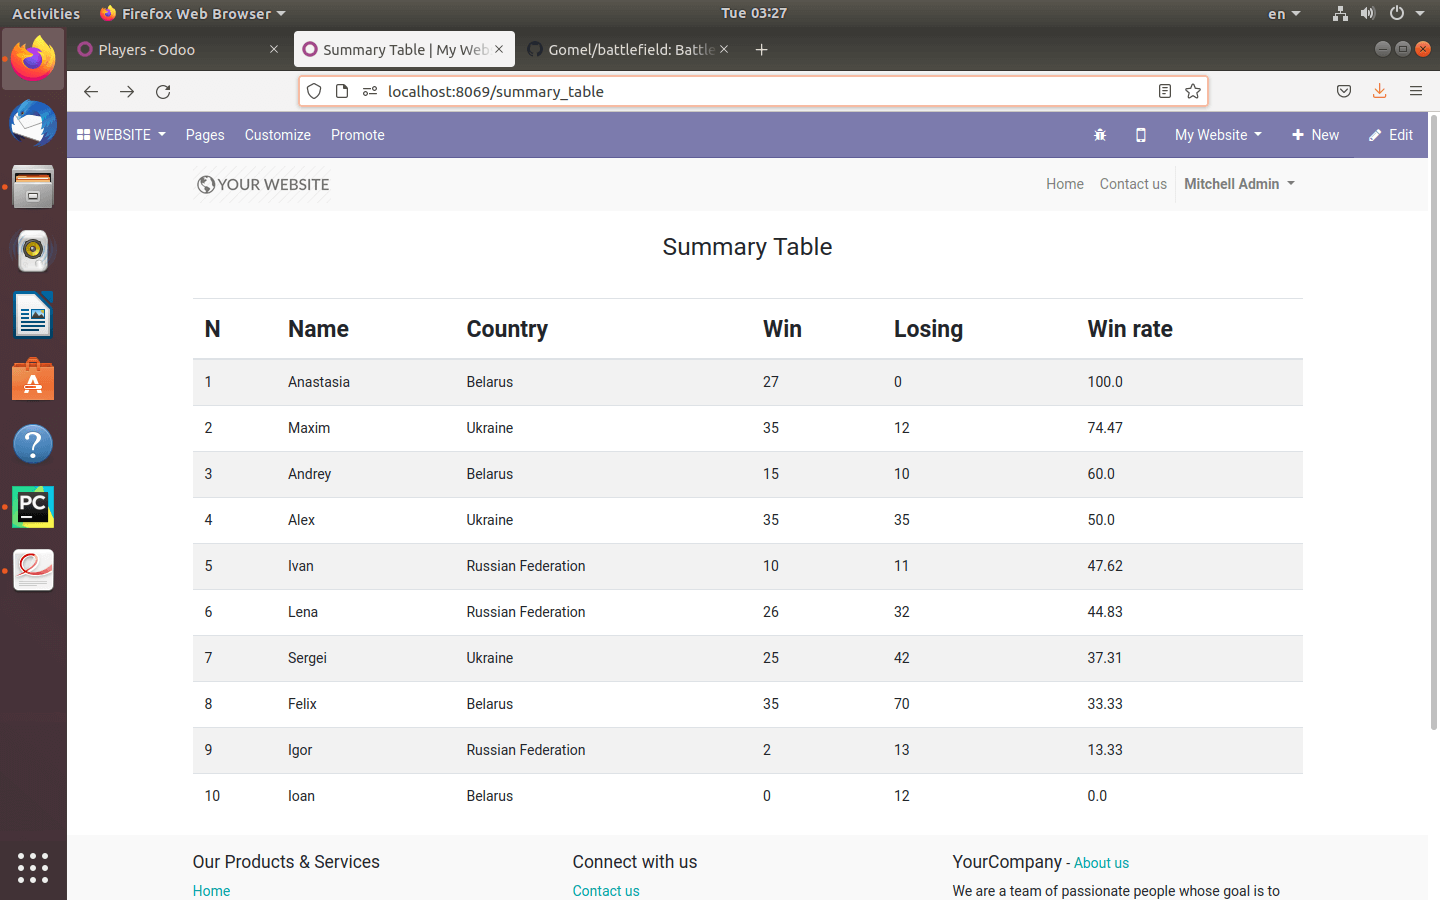 Activities Firefox Web Browser Tue 03:27 en
Players - Odoo Summary Table | My Web Gomel/battlefield: Battle
localhost:8069/summary_table
WEBSITE Pages Customize Promote My Website New Edit
YOUR WEBSITE Home Contact us Mitchell Admin
Summary Table
N Name Country Win Losing Win rate
1 Anastasia Belarus 27 0 100.0
2 Maxim Ukraine 35 12 74.47
3 Andrey Belarus 15 10 60.0
4 Alex Ukraine 35 35 50.0
5 Ivan Russian Federation 10 11 47.62
6 Lena Russian Federation 26 32 44.83
7 Sergei Ukraine 25 42 37.31
8 Felix Belarus 35 70 33.33
9 Igor Russian Federation 2 13 13.33
10 Ioan Belarus 0 12 0.0
Our Products & Services Connect with us YourCompany - About us
Home Contact us We are a team of passionate people whose goal is to
PC